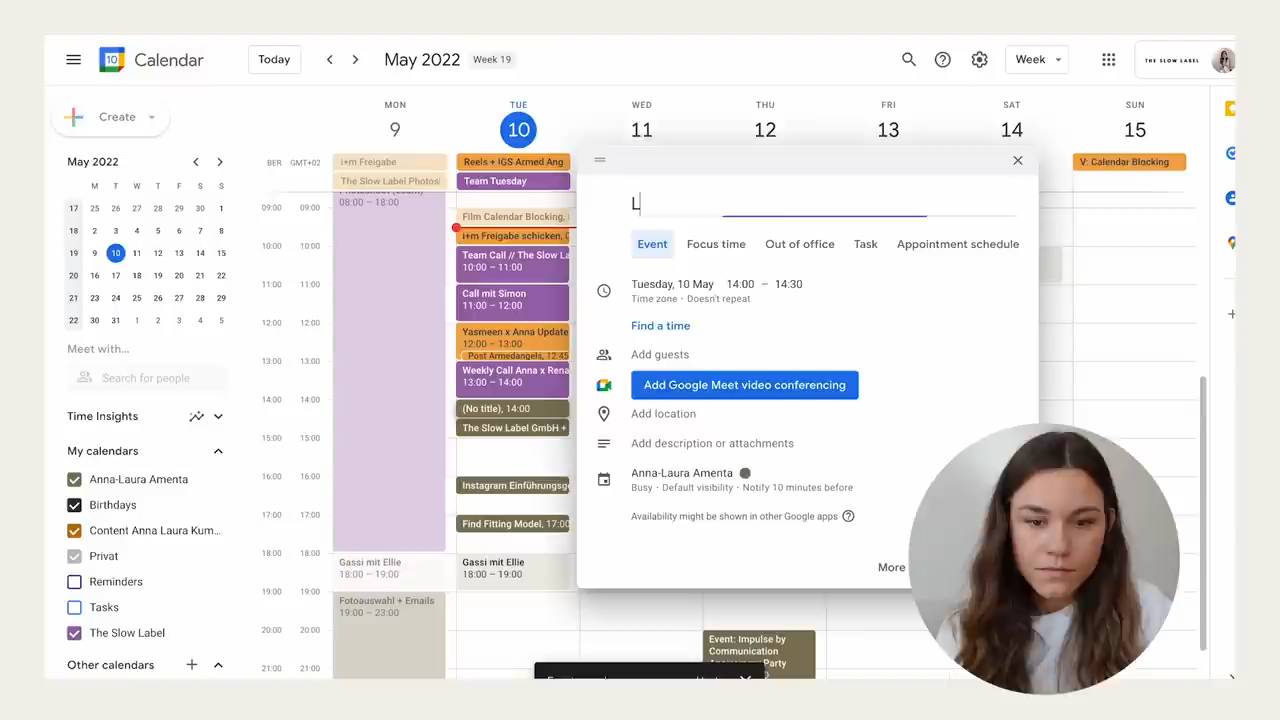 10 Calendar Today May 2022 Week 19 Week THE SLOW LABEL
Create
MON TUE WED THU FRI SAT SUN
9 10 11 12 13 14 15
May 2022
BER GMT+02
i+m Freigabe
Reels + IGS Armed Ang
V: Calendar Blocking
The Slow Label Photos
Team Tuesday
M T W T F S S
17 25 26 27 28 29 30 1
18 2 3 4 5 6 7 8
19 9 10 11 12 13 14 15
20 16 17 18 19 20 21 22
21 23 24 25 26 27 28 29
22 30 31 1 2 3 4 5
Meet with...
Search for people
Time Insights
My calendars
Anna-Laura Amenta
Birthdays
Content Anna Laura Kum...
Privat
Reminders
Tasks
The Slow Label
Other calendars
09:00 09:00
10:00 10:00
11:00 11:00
12:00 12:00
13:00 13:00
14:00 14:00
15:00 15:00
16:00 16:00
17:00 17:00
18:00 18:00
19:00 19:00
20:00 20:00
21:00 21:00
08:00 – 18:00
Gassi mit Ellie
18:00 – 19:00
Fotoauswahl + Emails
19:00 – 23:00
Film Calendar Blocking,
i+m Freigabe schicken,
Team Call // The Slow La
10:00 – 11:00
Call mit Simon
11:00 – 12:00
Yasmeen x Anna Update
12:00 – 13:00
Post Armedangels, 12:45
Weekly Call Anna x Rena
13:00 – 14:00
(No title), 14:00
The Slow Label GmbH +
Instagram Einführungsge
Find Fitting Model, 17:00
Gassi mit Ellie
18:00 – 19:00
L
Event Focus time Out of office Task Appointment schedule
Tuesday, 10 May 14:00 – 14:30
Time zone · Doesn't repeat
Find a time
Add guests
Add Google Meet video conferencing
Add location
Add description or attachments
Anna-Laura Amenta
Busy · Default visibility · Notify 10 minutes before
Availability might be shown in other Google apps
More
Event: Impulse by
Communication
Party